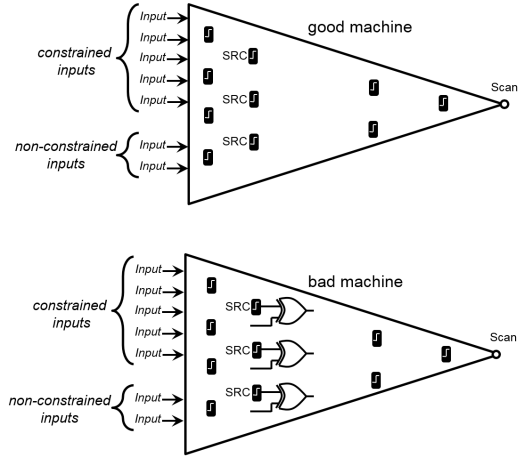 good machine
Input
Input
constrained
inputs
Input
SRC
Input
Input
SRC
Scan
non-constrained
inputs
Input
SRC
Input
bad machine
Input
Input
constrained
inputs
Input
SRC
Input
Input
SRC
Scan
non-constrained
inputs
Input
SRC
Input